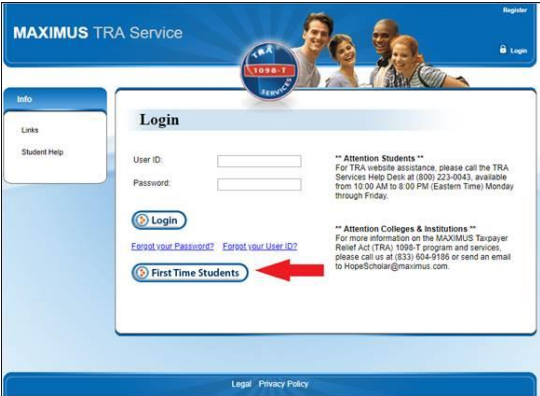 Register
MAXIMUS TRA Service
Login
TRA
1098-T
SERVICES
Info
Links
Student Help
Login
User ID:
Password:
Login
Forgot your Password? Forgot your User ID?
First Time Students
** Attention Students **
For TRA website assistance, please call the TRA
Services Help Desk at (800) 223-0043, available
from 10:00 AM to 8:00 PM (Eastern Time) Monday
through Friday.
** Attention Colleges & Institutions **
For more information on the MAXIMUS Taxpayer
Relief Act (TRA) 1098-T program and services,
please call us at (833) 604-9186 or send an email
to HopeScholar@maximus.com.
Legal Privacy Policy